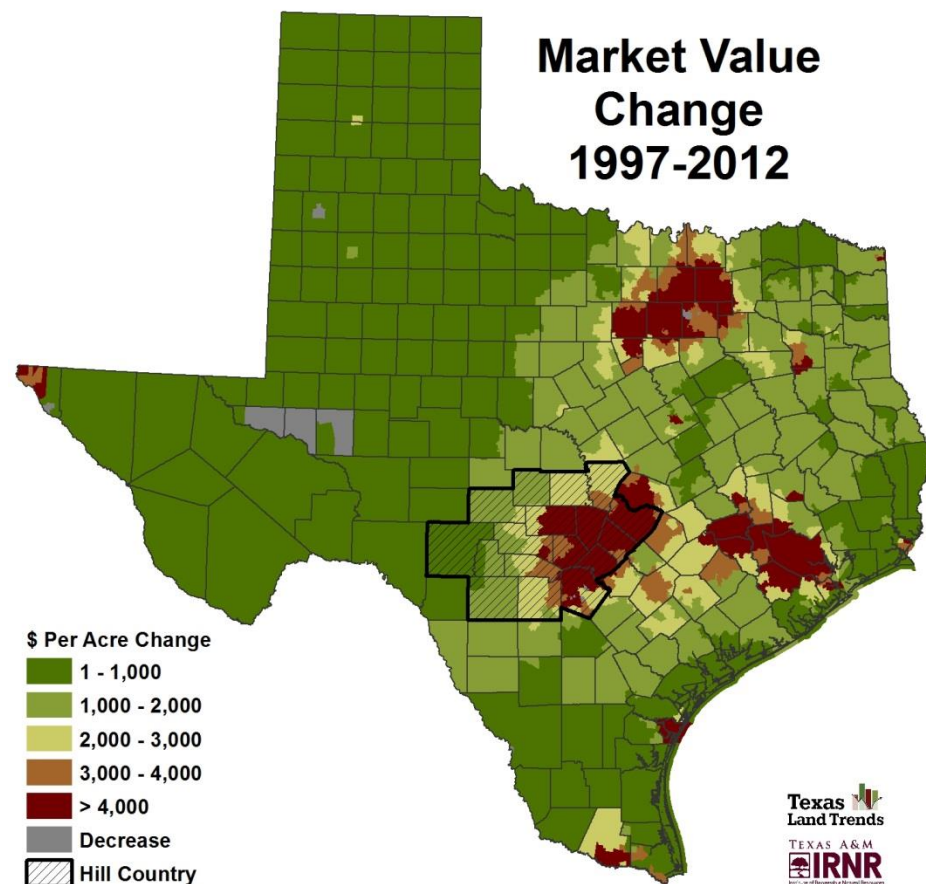 Market Value
Change
1997-2012
$ Per Acre Change
1 - 1,000
1,000 - 2,000
2,000 - 3,000
3,000 - 4,000
> 4,000
Decrease
Hill Country
Texas
Land Trends
TEXAS A&M
IRNR